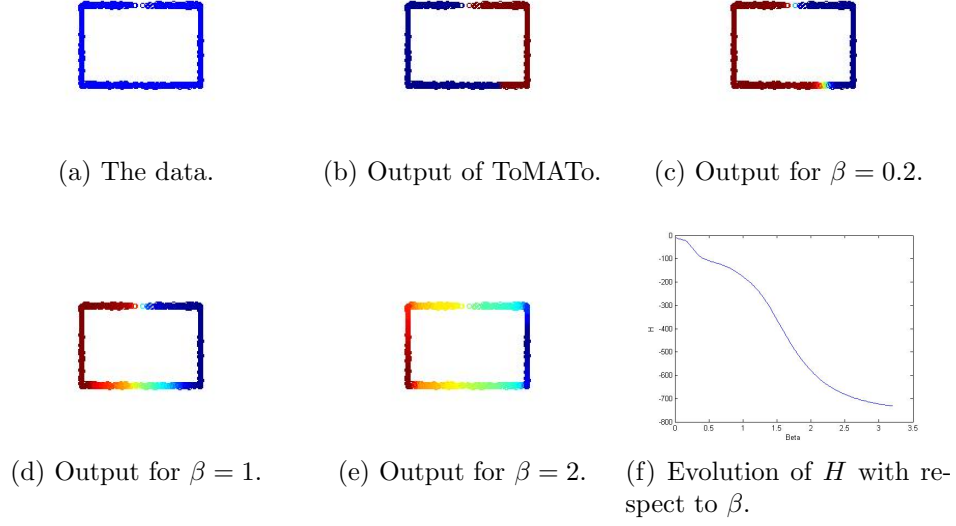 (a) The data.
(b) Output of ToMATo.
(c) Output for β = 0.2.
(d) Output for β = 1.
(e) Output for β = 2.
0
-100
-200
-300
-400
-500
-600
-700
-800
H
0
0.5
1
1.5
2
2.5
3
3.5
Beta
(f) Evolution of H with re-
spect to β.